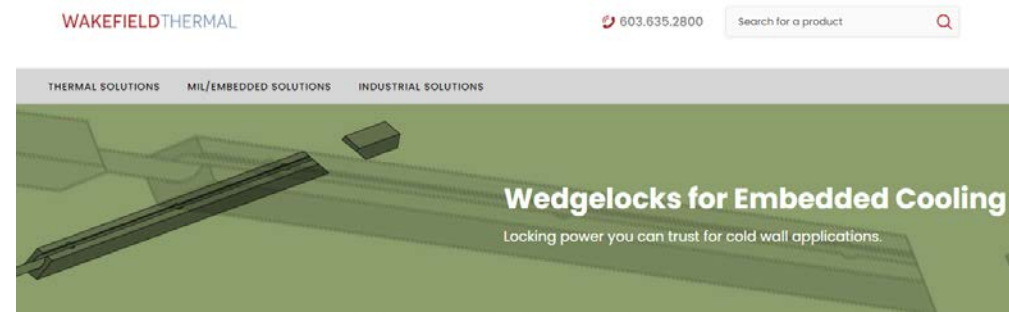 WAKEFIELDTHERMAL
603.635.2800
Search for a product
THERMAL SOLUTIONS MIL/EMBEDDED SOLUTIONS INDUSTRIAL SOLUTIONS
Wedgelocks for Embedded Cooling
Locking power you can trust for cold wall applications.